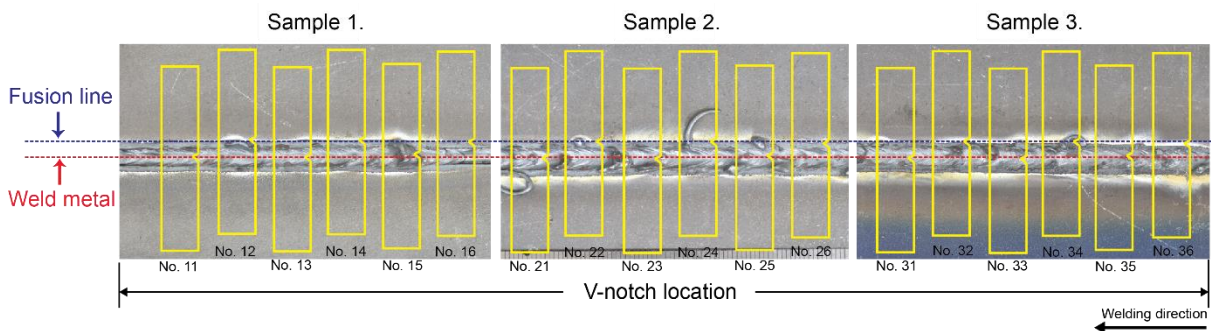 Sample 1.
Sample 2.
Sample 3.
Fusion line
Weld metal
No. 11
No. 12
No. 13
No. 14
No. 15
No. 16
No. 21
No. 22
No. 23
No. 24
No. 25
No. 26
No. 31
No. 32
No. 33
No. 34
No. 35
No. 36
V-notch location
Welding direction